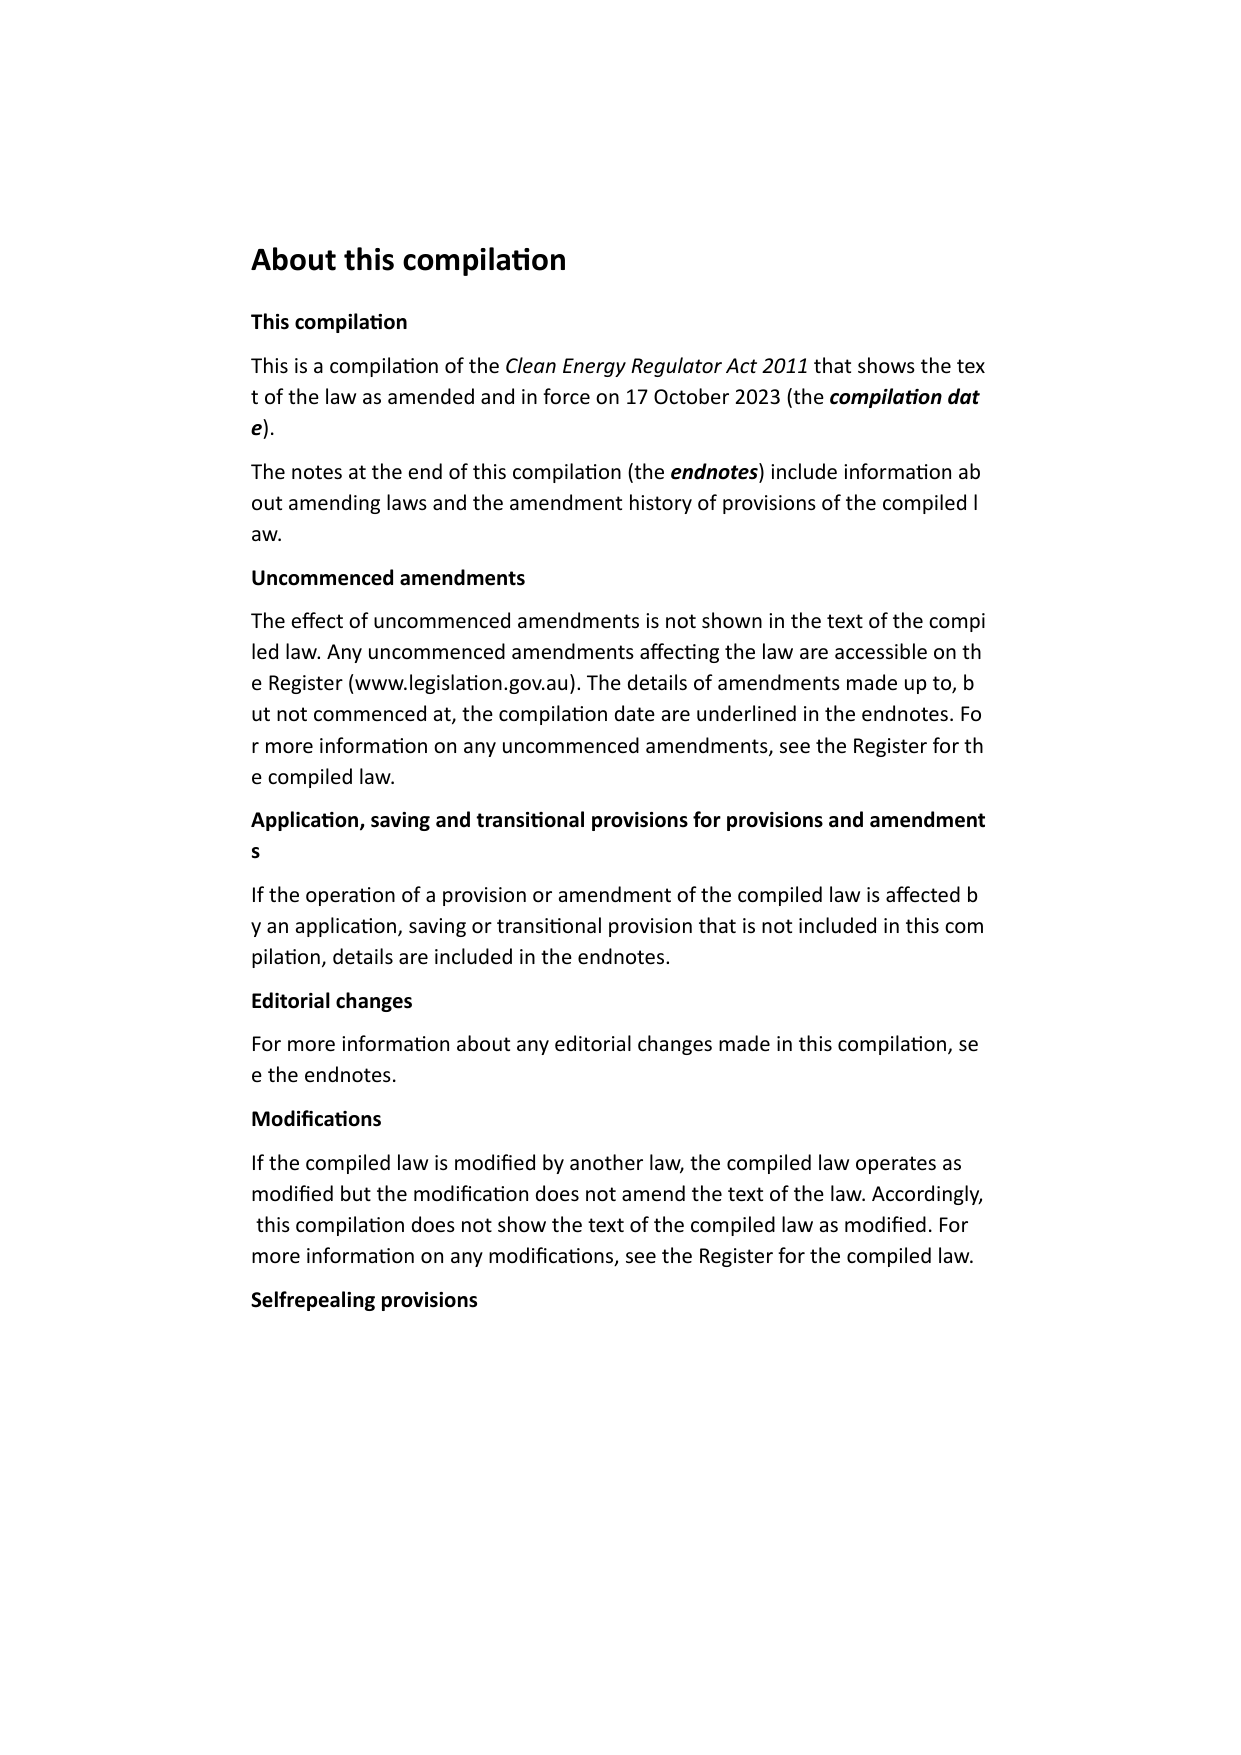 About this compilation
This compilation
This is a compilation of the Clean Energy Regulator Act 2011 that shows the tex
t of the law as amended and in force on 17 October 2023 (the compilation dat
e).
The notes at the end of this compilation (the endnotes) include information ab
out amending laws and the amendment history of provisions of the compiled l
aw.
Uncommenced amendments
The effect of uncommenced amendments is not shown in the text of the compi
led law. Any uncommenced amendments affecting the law are accessible on th
e Register (www.legislation.gov.au). The details of amendments made up to, b
ut not commenced at, the compilation date are underlined in the endnotes. Fo
r more information on any uncommenced amendments, see the Register for th
e compiled law.
Application, saving and transitional provisions for provisions and amendment
s
If the operation of a provision or amendment of the compiled law is affected b
y an application, saving or transitional provision that is not included in this com
pilation, details are included in the endnotes.
Editorial changes
For more information about any editorial changes made in this compilation, se
e the endnotes.
Modifications
If the compiled law is modified by another law, the compiled law operates as
modified but the modification does not amend the text of the law. Accordingly,
this compilation does not show the text of the compiled law as modified. For
more information on any modifications, see the Register for the compiled law.
Selfrepealing provisions